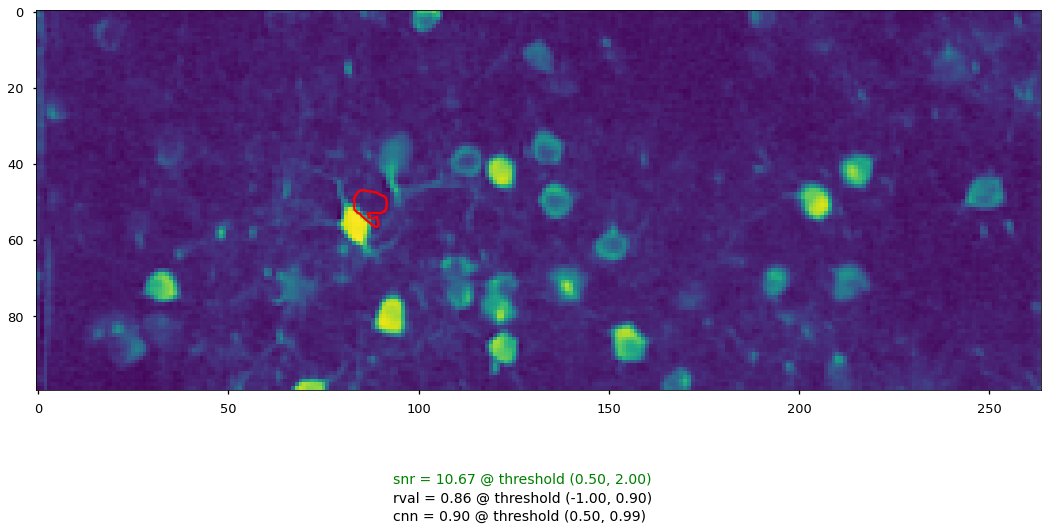 0
20
40
60
80
0 50 100 150 200 250
snr = 10.67 @ threshold (0.50, 2.00)
rval = 0.86 @ threshold (-1.00, 0.90)
cnn = 0.90 @ threshold (0.50, 0.99)